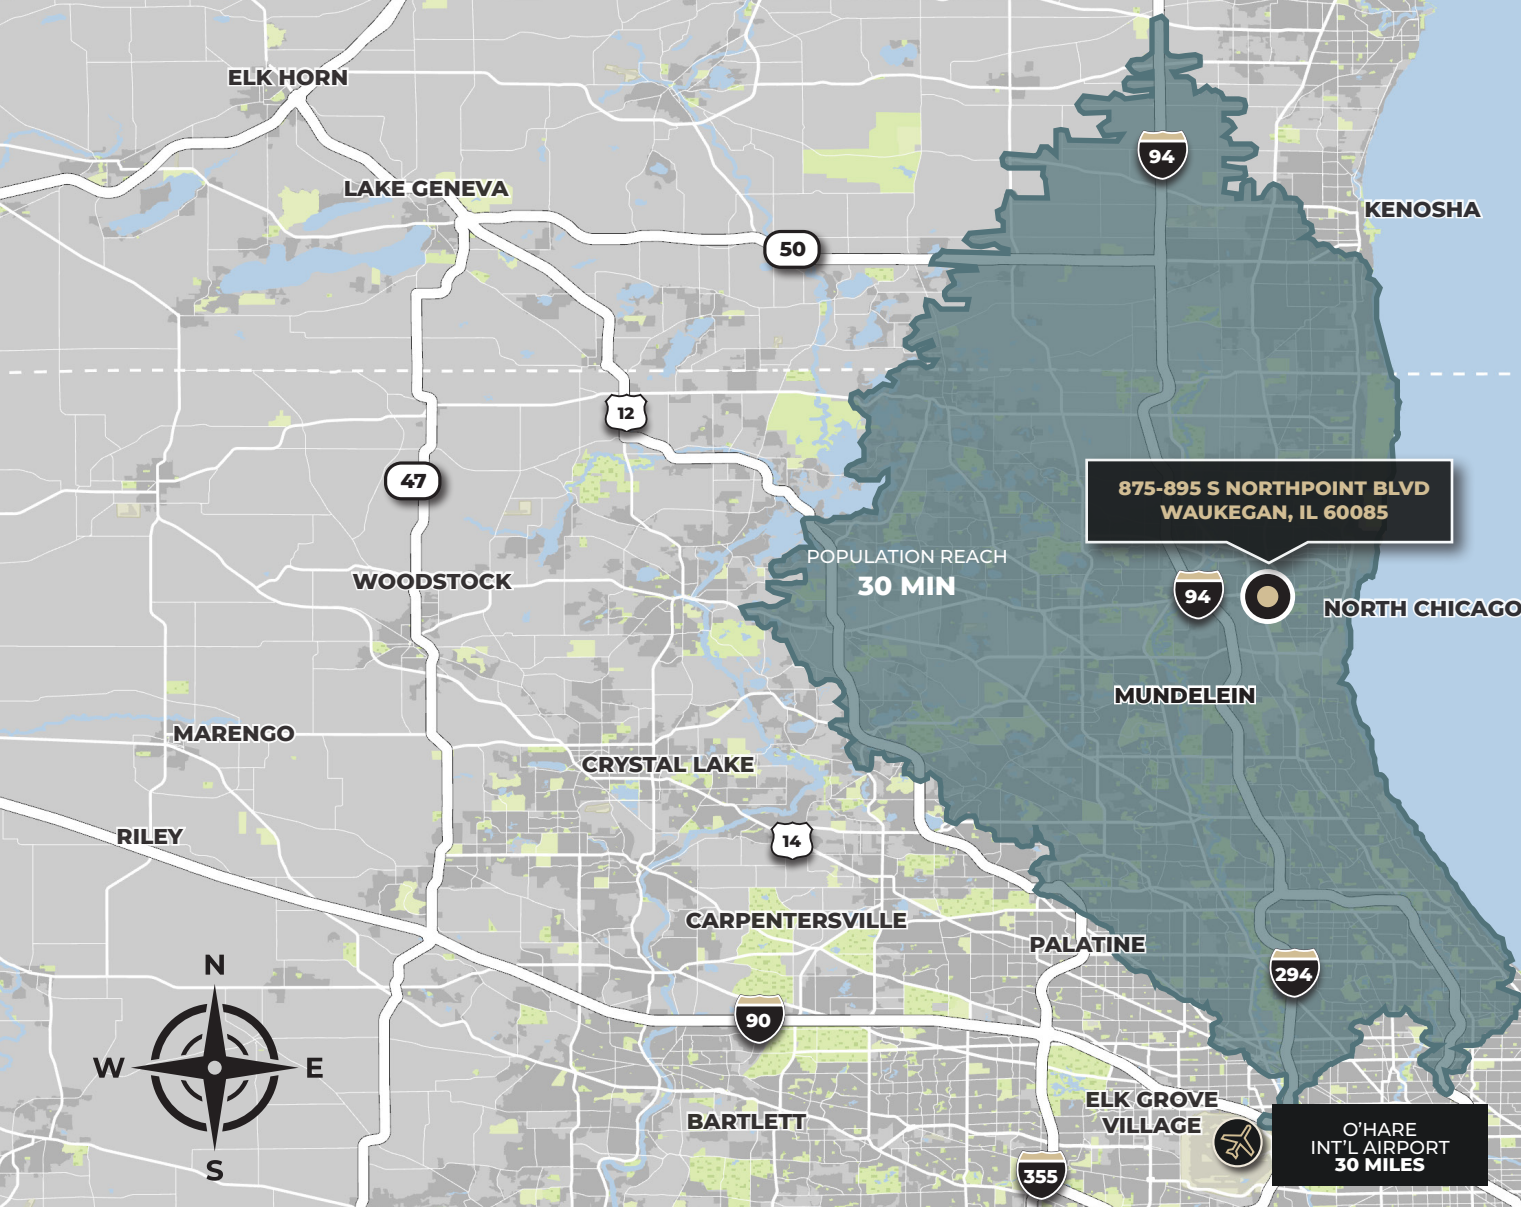 ELK HORN
94
LAKE GENEVA
KENOSHA
50
12
47
875-895 S NORTHPOINT BLVD
WAUKEGAN, IL 60085
POPULATION REACH
30 MIN
WOODSTOCK
94
NORTH CHICAGO
MUNDELEIN
MARENGO
CRYSTAL LAKE
RILEY
14
CARPENTERSVILLE
PALATINE
N
294
90
W
E
ELK GROVE
VILLAGE
BARTLETT
O'HARE
INT'L AIRPORT
30 MILES
S
355